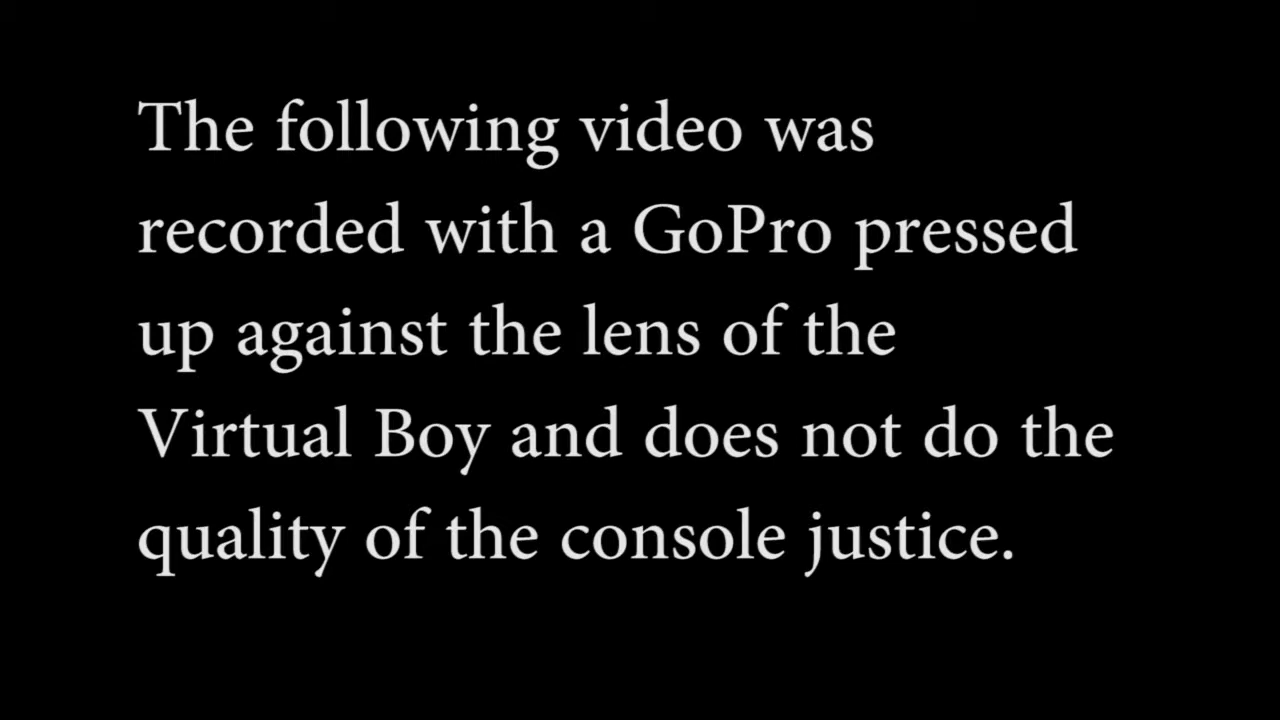 The following video was
recorded with a GoPro pressed
up against the lens of the
Virtual Boy and does not do the
quality of the console justice.